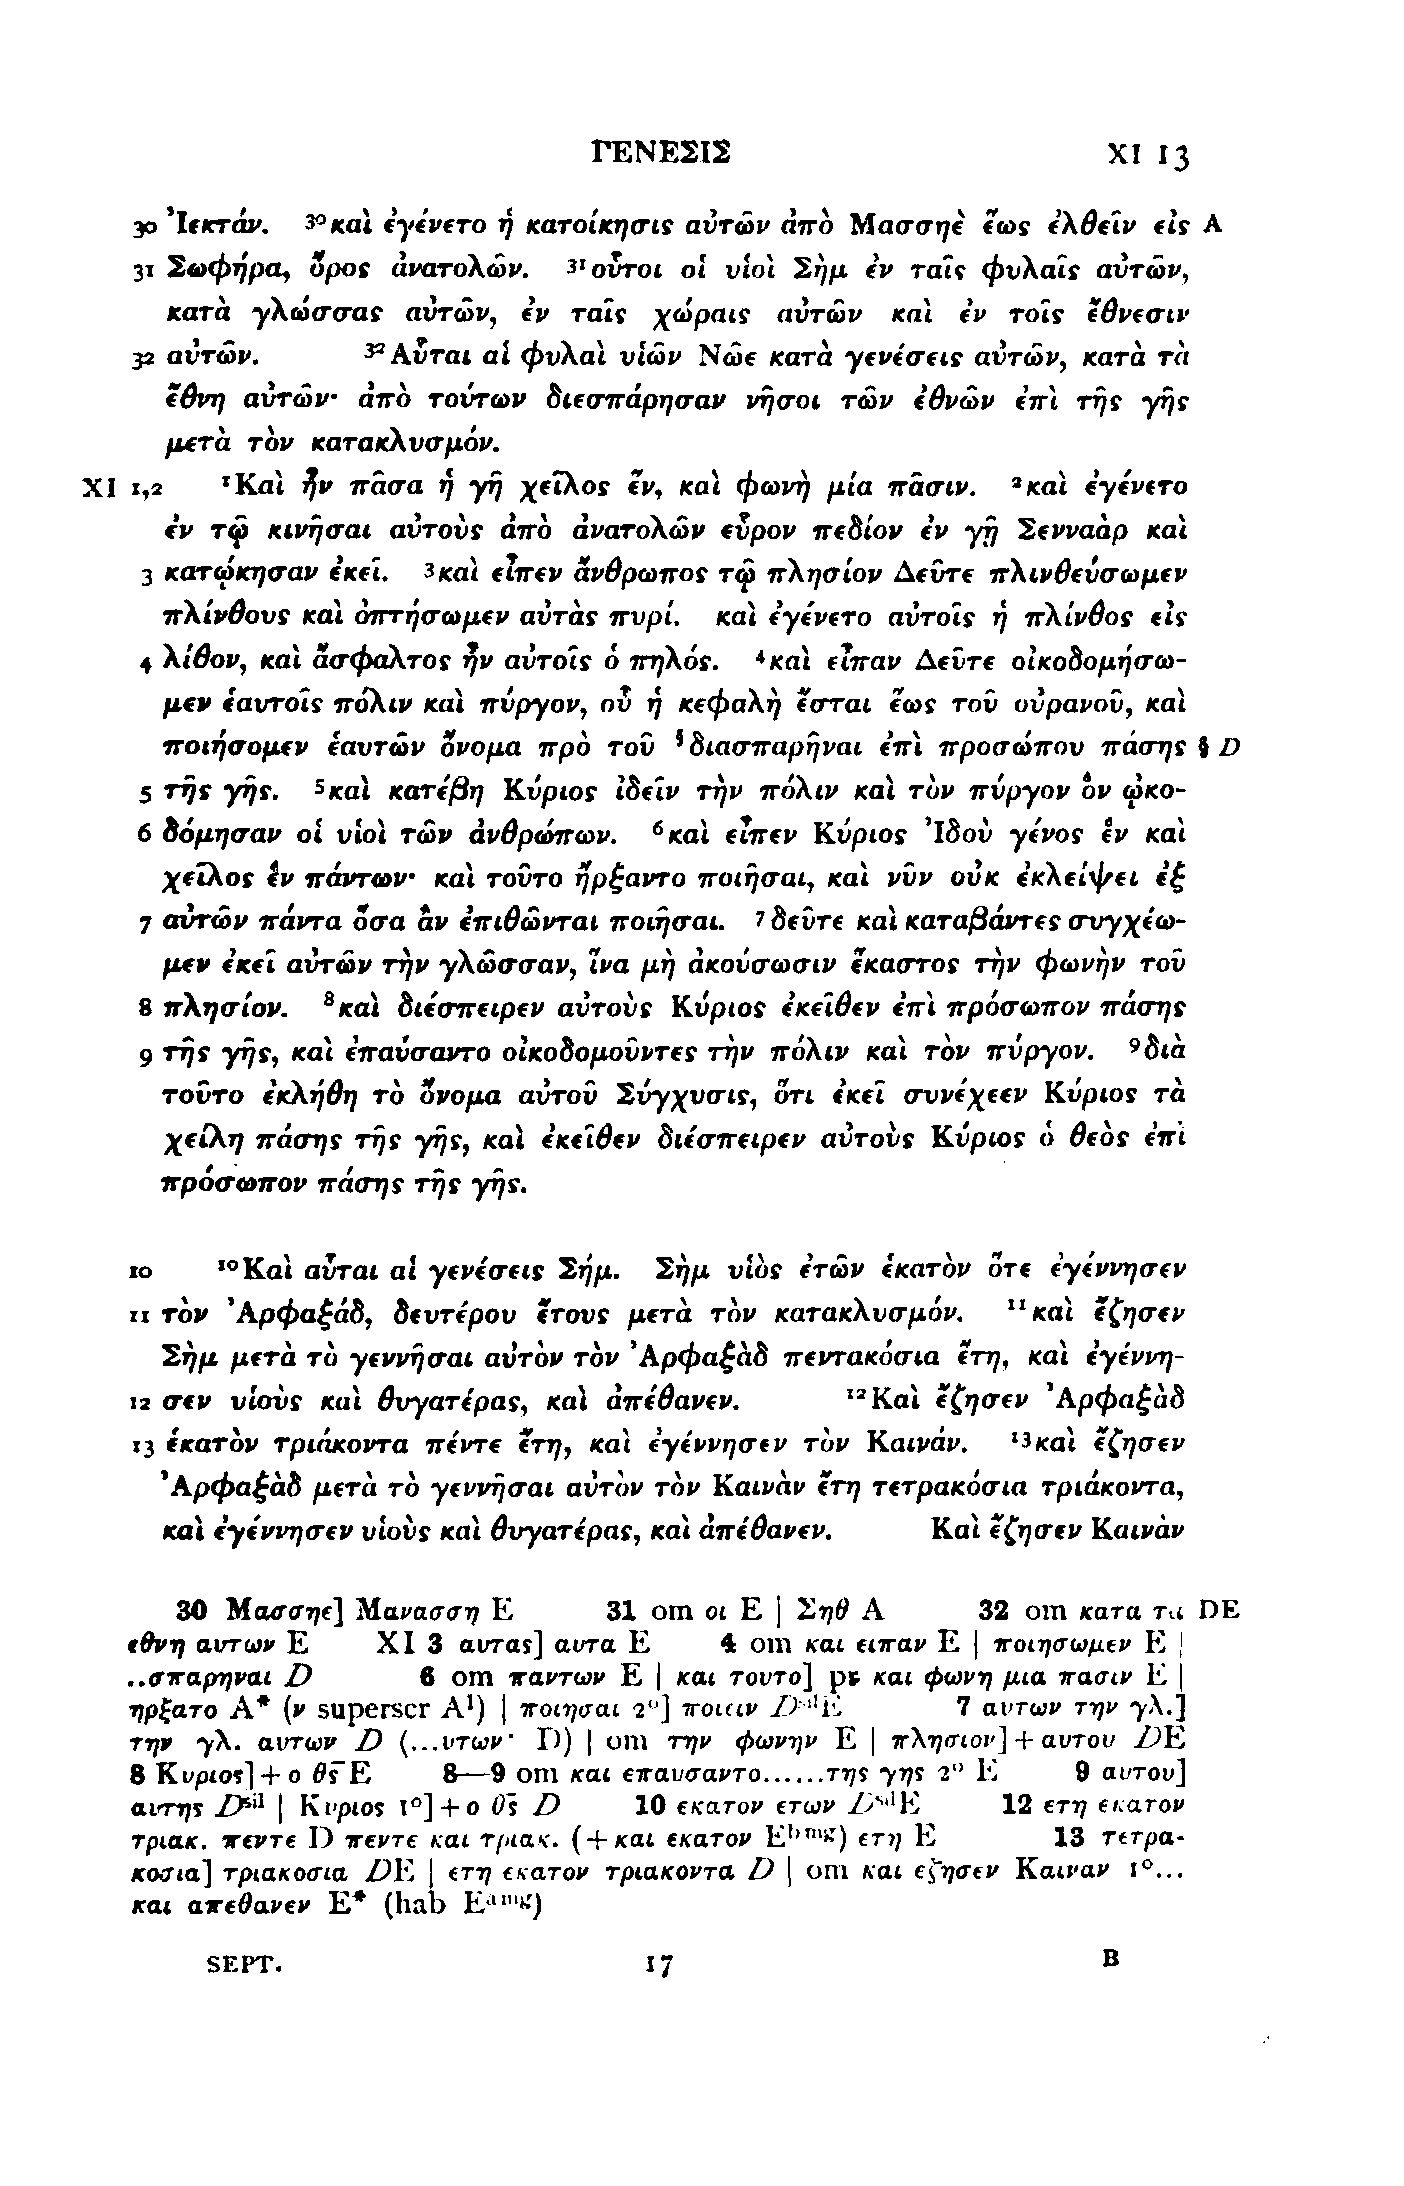 ΓΕΝΕΣΙΣ XI 13
30 Ἰεκτάν. ³⁰καὶ ἐγένετο ἡ κατοίκησις αὐτῶν ἀπὸ Μασσηὲ ἕως ἐλθεῖν εἰς A
31 Σωφήρα, ὄρος ἀνατολῶν. ³¹οὗτοι οἱ υἱοὶ Σὴμ ἐν ταῖς φυλαῖς αὐτῶν,
κατὰ γλώσσας αὐτῶν, ἐν ταῖς χώραις αὐτῶν καὶ ἐν τοῖς ἔθνεσιν
32 αὐτῶν. ³²Αὗται αἱ φυλαὶ υἱῶν Νῶε κατὰ γενέσεις αὐτῶν, κατὰ τὰ
ἔθνη αὐτῶν· ἀπὸ τούτων διεσπάρησαν νῆσοι τῶν ἐθνῶν ἐπὶ τῆς γῆς
μετὰ τὸν κατακλυσμόν.
XI 1,2 ¹Καὶ ἦν πᾶσα ἡ γῆ χεῖλος ἕν, καὶ φωνὴ μία πᾶσιν. ²καὶ ἐγένετο
ἐν τῷ κινῆσαι αὐτοὺς ἀπὸ ἀνατολῶν εὗρον πεδίον ἐν γῇ Σενναὰρ καὶ
3 κατῴκησαν ἐκεῖ. ³καὶ εἶπεν ἄνθρωπος τῷ πλησίον Δεῦτε πλινθεύσωμεν
πλίνθους καὶ ὀπτήσωμεν αὐτὰς πυρί. καὶ ἐγένετο αὐτοῖς ἡ πλίνθος εἰς
4 λίθον, καὶ ἄσφαλτος ἦν αὐτοῖς ὁ πηλός. ⁴καὶ εἶπαν Δεῦτε οἰκοδομήσω-
μεν ἑαυτοῖς πόλιν καὶ πύργον, οὗ ἡ κεφαλὴ ἔσται ἕως τοῦ οὐρανοῦ, καὶ
ποιήσομεν ἑαυτῶν ὄνομα πρὸ τοῦ §διασπαρῆναι ἐπὶ προσώπου πάσης § D
5 τῆς γῆς. ⁵καὶ κατέβη Κύριος ἰδεῖν τὴν πόλιν καὶ τὸν πύργον ὃν ᾠκο-
6 δόμησαν οἱ υἱοὶ τῶν ἀνθρώπων. ⁶καὶ εἶπεν Κύριος Ἰδοὺ γένος ἓν καὶ
χεῖλος ἓν πάντων· καὶ τοῦτο ἤρξαντο ποιῆσαι, καὶ νῦν οὐκ ἐκλείψει ἐξ
7 αὐτῶν πάντα ὅσα ἂν ἐπιθῶνται ποιῆσαι. ⁷δεῦτε καὶ καταβάντες συγχέω-
μεν ἐκεῖ αὐτῶν τὴν γλῶσσαν, ἵνα μὴ ἀκούσωσιν ἕκαστος τὴν φωνὴν τοῦ
8 πλησίον. ⁸καὶ διέσπειρεν αὐτοὺς Κύριος ἐκεῖθεν ἐπὶ πρόσωπον πάσης
9 τῆς γῆς, καὶ ἐπαύσαντο οἰκοδομοῦντες τὴν πόλιν καὶ τὸν πύργον. ⁹διὰ
τοῦτο ἐκλήθη τὸ ὄνομα αὐτοῦ Σύγχυσις, ὅτι ἐκεῖ συνέχεεν Κύριος τὰ
χείλη πάσης τῆς γῆς, καὶ ἐκεῖθεν διέσπειρεν αὐτοὺς Κύριος ὁ θεὸς ἐπὶ
πρόσωπον πάσης τῆς γῆς.
10 ¹⁰Καὶ αὗται αἱ γενέσεις Σήμ. Σὴμ υἱὸς ἐτῶν ἑκατὸν ὅτε ἐγέννησεν
11 τὸν Ἀρφαξάδ, δευτέρου ἔτους μετὰ τὸν κατακλυσμόν. ¹¹καὶ ἔζησεν
Σὴμ μετὰ τὸ γεννῆσαι αὐτὸν τὸν Ἀρφαξὰδ πεντακόσια ἔτη, καὶ ἐγέννη-
12 σεν υἱοὺς καὶ θυγατέρας, καὶ ἀπέθανεν. ¹²Καὶ ἔζησεν Ἀρφαξὰδ
13 ἑκατὸν τριάκοντα πέντε ἔτη, καὶ ἐγέννησεν τὸν Καινάν. ¹³καὶ ἔζησεν
Ἀρφαξὰδ μετὰ τὸ γεννῆσαι αὐτὸν τὸν Καινὰν ἔτη τετρακόσια τριάκοντα,
καὶ ἐγέννησεν υἱοὺς καὶ θυγατέρας, καὶ ἀπέθανεν. Καὶ ἔζησεν Καινὰν
30 Μασσηε] Μανασση E 31 om οι E | Σηθ A 32 om κατα τα DE
εθνη αυτων E XI 3 αυτας] αυτα E 4 om και ειπαν E | ποιησωμεν E |
..σπαρηναι D 6 om παντων E | και τουτο] pr και φωνη μια πασιν E |
ηρξατο A* (ν superscr A¹) | ποιησαι 2⁰] ποιειν Dˢⁱˡ E 7 αυτων την γλ.]
την γλ. αυτων D (...υτων· D) | om την φωνην E | πλησιον] + αυτου DE
8 Κυριος] + ο θς̅ E 8—9 om και επαυσαντο......της γης 2⁰ E 9 αυτου]
αυτης Dˢⁱˡ | Κυριος 1⁰] + ο θς̅ D 10 εκατον ετων Dˢⁱˡ E 12 ετη εκατον
τριακ. πεντε D πεντε και τριακ. (+ και εκατον Eᵇᵐᵍ) ετη E 13 τετρα-
κοσια] τριακοσια DE | ετη εκατον τριακοντα D | om και εζησεν Καιναν 1⁰...
και απεθανεν E* (hab Eᵃᵐᵍ)
SEPT. 17 B